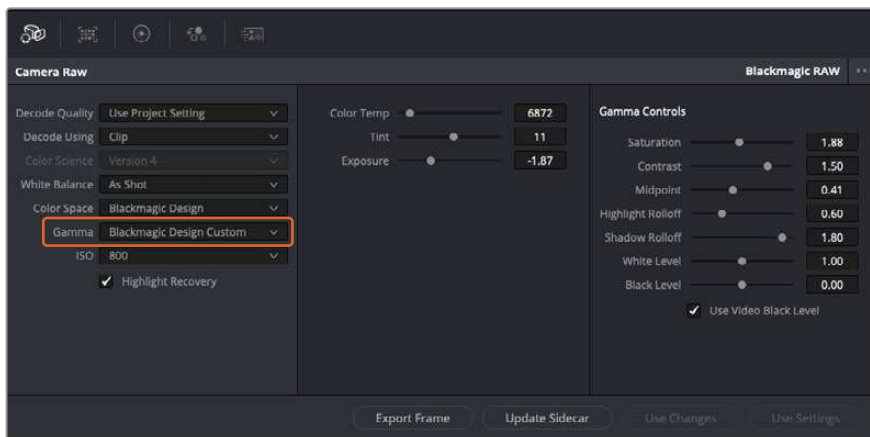 Camera Raw
Blackmagic RAW
Decode Quality Use Project Setting
Decode Using Clip
Color Science Version 4
White Balance As Shot
Color Space Blackmagic Design
Gamma Blackmagic Design Custom
ISO 800
Highlight Recovery
Color Temp 6872
Tint 11
Exposure -1.87
Gamma Controls
Saturation 1.88
Contrast 1.50
Midpoint 0.41
Highlight Rolloff 0.60
Shadow Rolloff 1.80
White Level 1.00
Black Level 0.00
Use Video Black Level
Export Frame
Update Sidecar
Use Changes
Use Settings